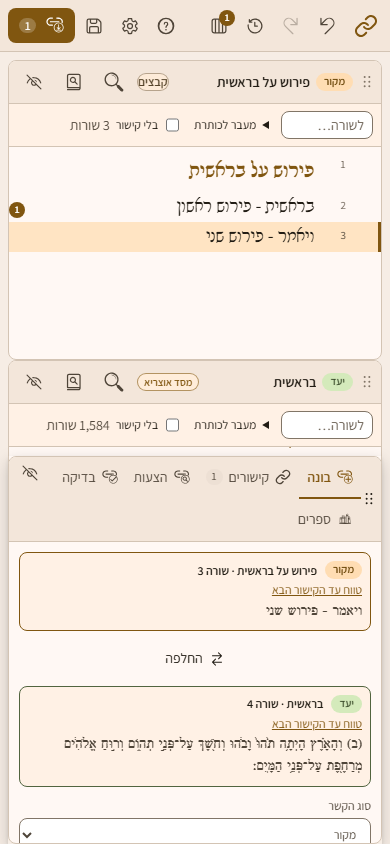 1
1
מקור פירוש על בראשית קבצים
לשורה... מעבר לכותרת בלי קישור 3 שורות
1 פירוש על בראשית
2 בראשית - פירוש ראשון 1
3 ויאמר - פירוש שני
יעד בראשית מסד אוצריא
לשורה... מעבר לכותרת בלי קישור 1,584 שורות
בונה קישורים 1 הצעות בדיקה
ספרים
מקור פירוש על בראשית · שורה 3
טווח עד הקישור הבא
ויאמר - פירוש שני
החלפה
יעד בראשית · שורה 4
טווח עד הקישור הבא
(ב) וְהָאָ֗רֶץ הָיְתָ֥ה תֹ֙הוּ֙ וָבֹ֔הוּ וְחֹ֖שֶׁךְ עַל־פְּנֵ֣י תְה֑וֹם וְר֣וּחַ אֱלֹהִ֔ים
מְרַחֶ֖פֶת עַל־פְּנֵ֥י הַמָּֽיִם:
סוג הקשר
מקור